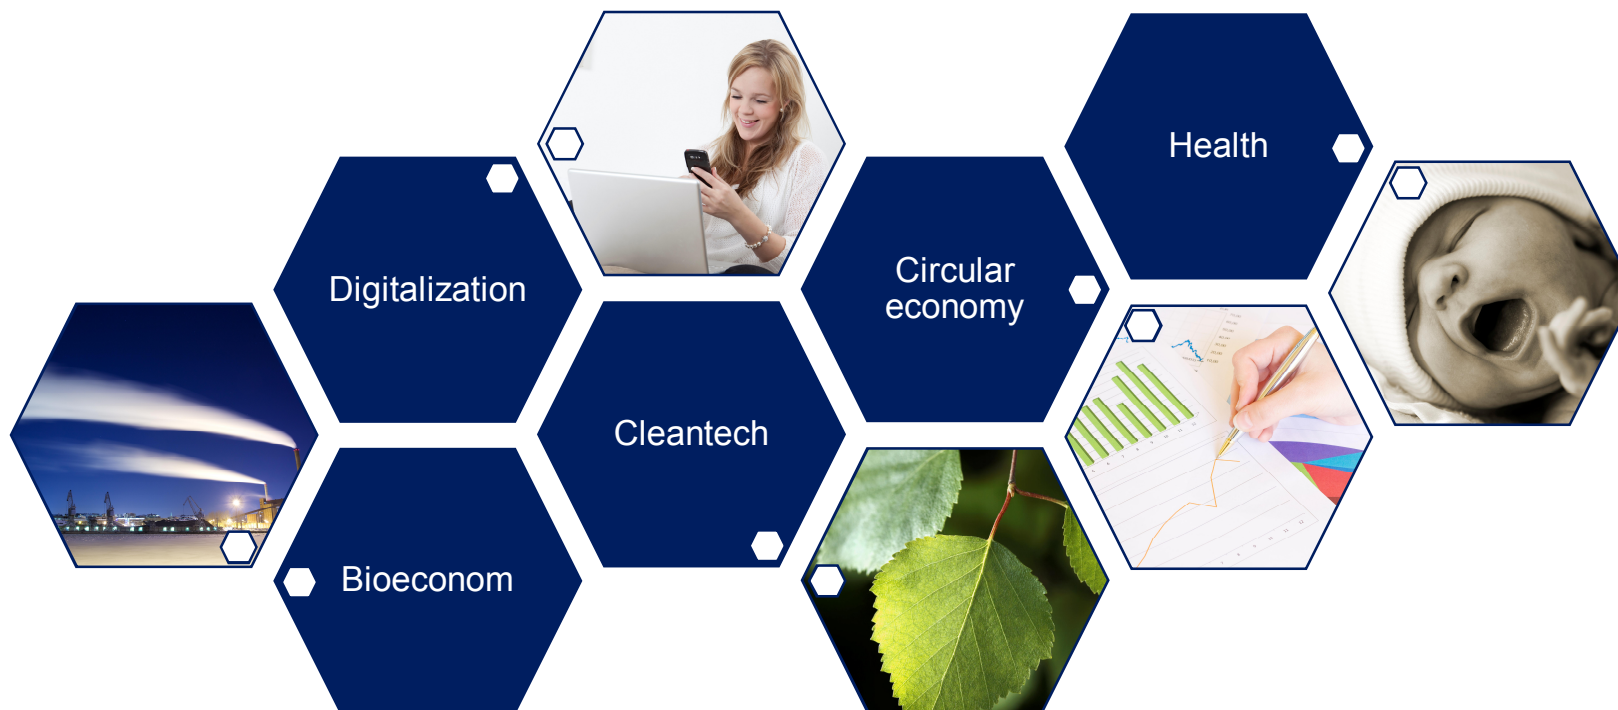 Health
Digitalization
Circular
economy
Cleantech
Bioeconom